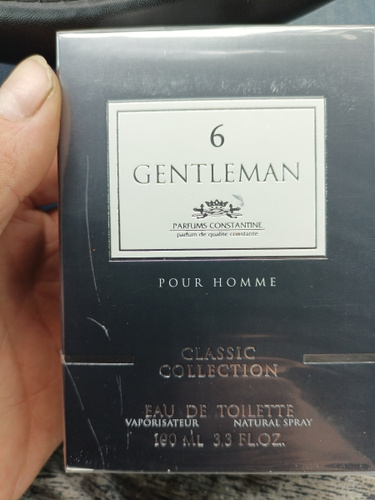 6
GENTLEMAN
PARFUMS CONSTANTINE
parfum de qualité constante
POUR HOMME
CLASSIC
COLLECTION
EAU DE TOILETTE
VAPORISATEUR NATURAL SPRAY
100 ML 3.3 FL.OZ.